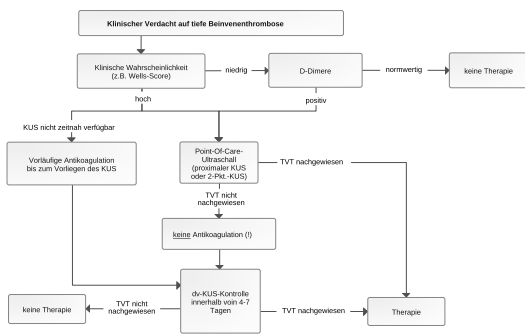 Klinischer Verdacht auf tiefe Beinvenenthrombose
Klinische Wahrscheinlichkeit
(z.B. Wells-Score)
niedrig
D-Dimere
normwertig
keine Therapie
hoch
positiv
KUS nicht zeitnah verfügbar
Vorläufige Antikoagulation
bis zum Vorliegen des KUS
Point-Of-Care-
Ultraschall
(proximaler KUS
oder 2-Pkt.-KUS)
TVT nachgewiesen
TVT nicht
nachgewiesen
keine Antikoagulation (!)
dv-KUS-Kontrolle
innerhalb voin 4-7
Tagen
TVT nicht
nachgewiesen
keine Therapie
TVT nachgewiesen
Therapie